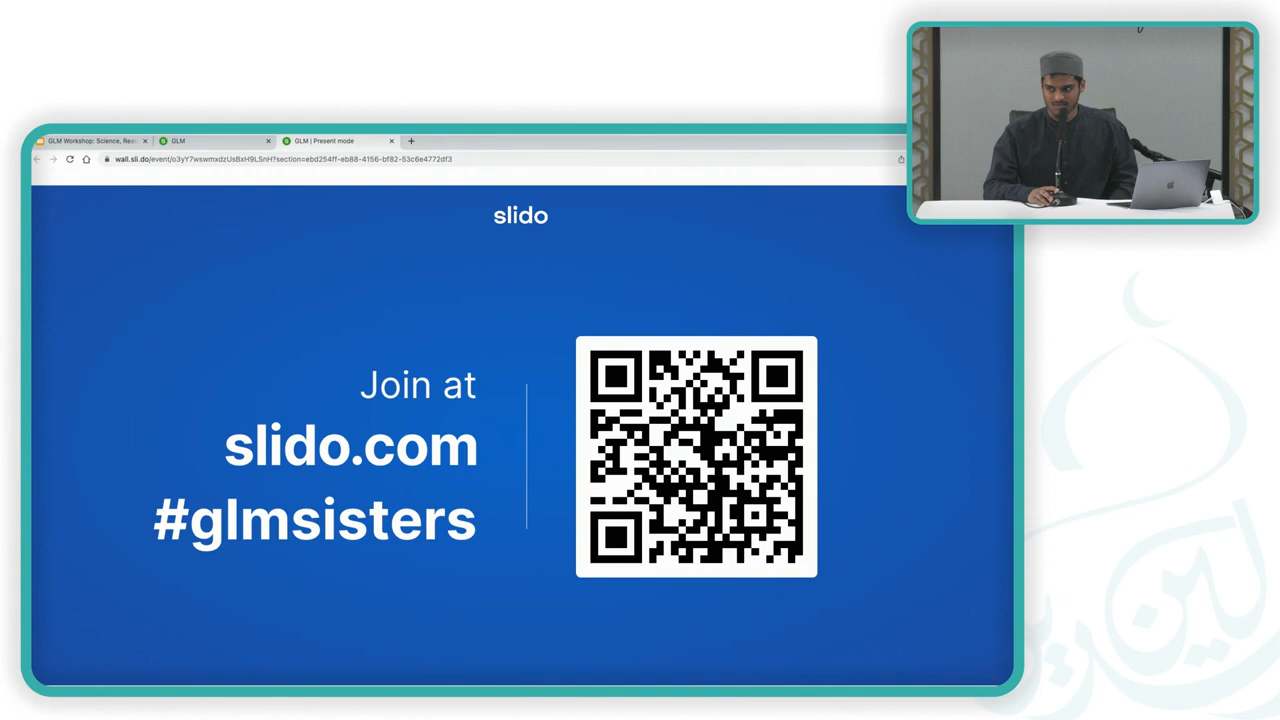 GLM Workshop: Science, Reas
GLM
GLM | Present mode
wall.sli.do/event/o3yY7wswmxdzUsBxH9LSnH?section=ebd254ff-eb88-4156-bf82-53c6e4772df3
slido
Join at
slido.com
#glmsisters